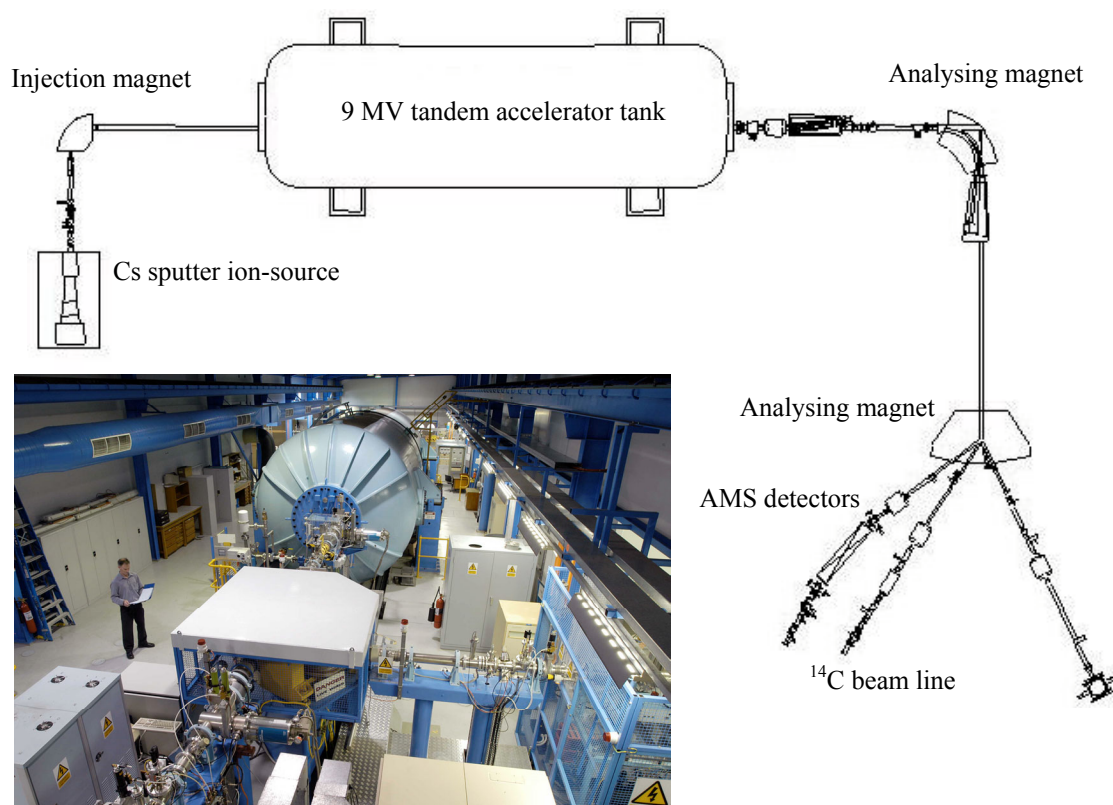 Injection magnet
Analysing magnet
9 MV tandem accelerator tank
Cs sputter ion-source
Analysing magnet
AMS detectors
¹⁴C beam line
DANGER